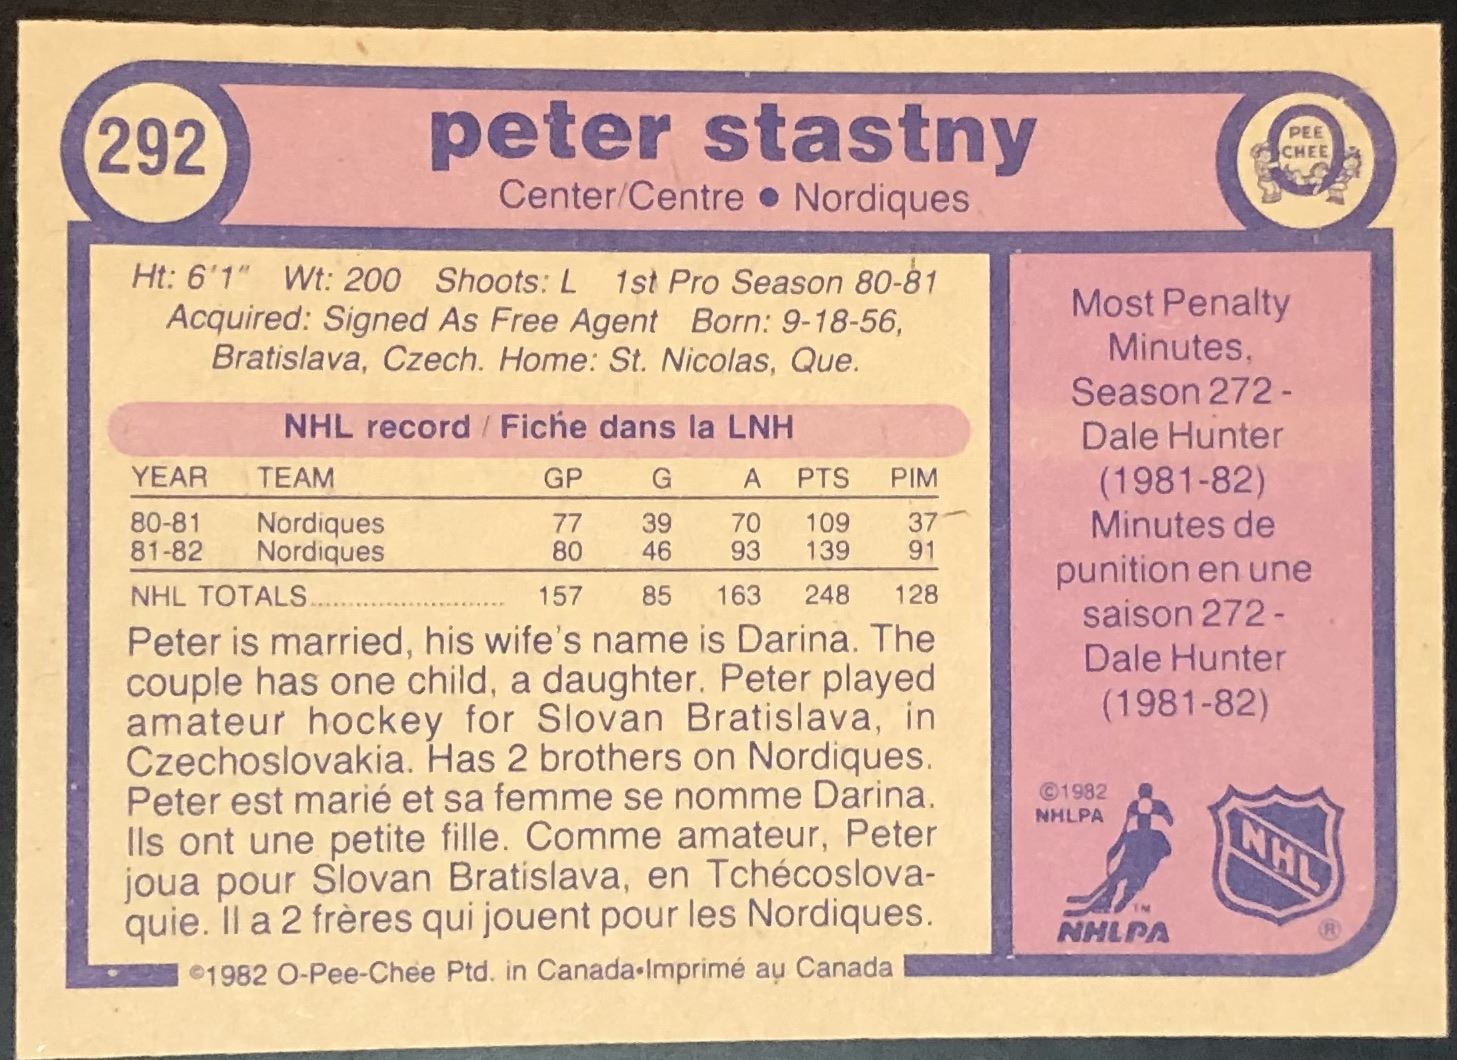 292
peter stastny
Center/Centre ● Nordiques
PEE
CHEE
Ht: 6'1" Wt: 200 Shoots: L 1st Pro Season 80-81
Acquired: Signed As Free Agent Born: 9-18-56,
Bratislava, Czech. Home: St. Nicolas, Que.
NHL record / Fiche dans la LNH
YEAR TEAM GP G A PTS PIM
80-81 Nordiques 77 39 70 109 37
81-82 Nordiques 80 46 93 139 91
NHL TOTALS........................... 157 85 163 248 128
Peter is married, his wife's name is Darina. The
couple has one child, a daughter. Peter played
amateur hockey for Slovan Bratislava, in
Czechoslovakia. Has 2 brothers on Nordiques.
Peter est marié et sa femme se nomme Darina.
Ils ont une petite fille. Comme amateur, Peter
joua pour Slovan Bratislava, en Tchécoslova-
quie. Il a 2 frères qui jouent pour les Nordiques.
©1982 O-Pee-Chee Ptd. in Canada•Imprimé au Canada
Most Penalty
Minutes,
Season 272 -
Dale Hunter
(1981-82)
Minutes de
punition en une
saison 272 -
Dale Hunter
(1981-82)
©1982
NHLPA
TM
NHLPA
NHL
®